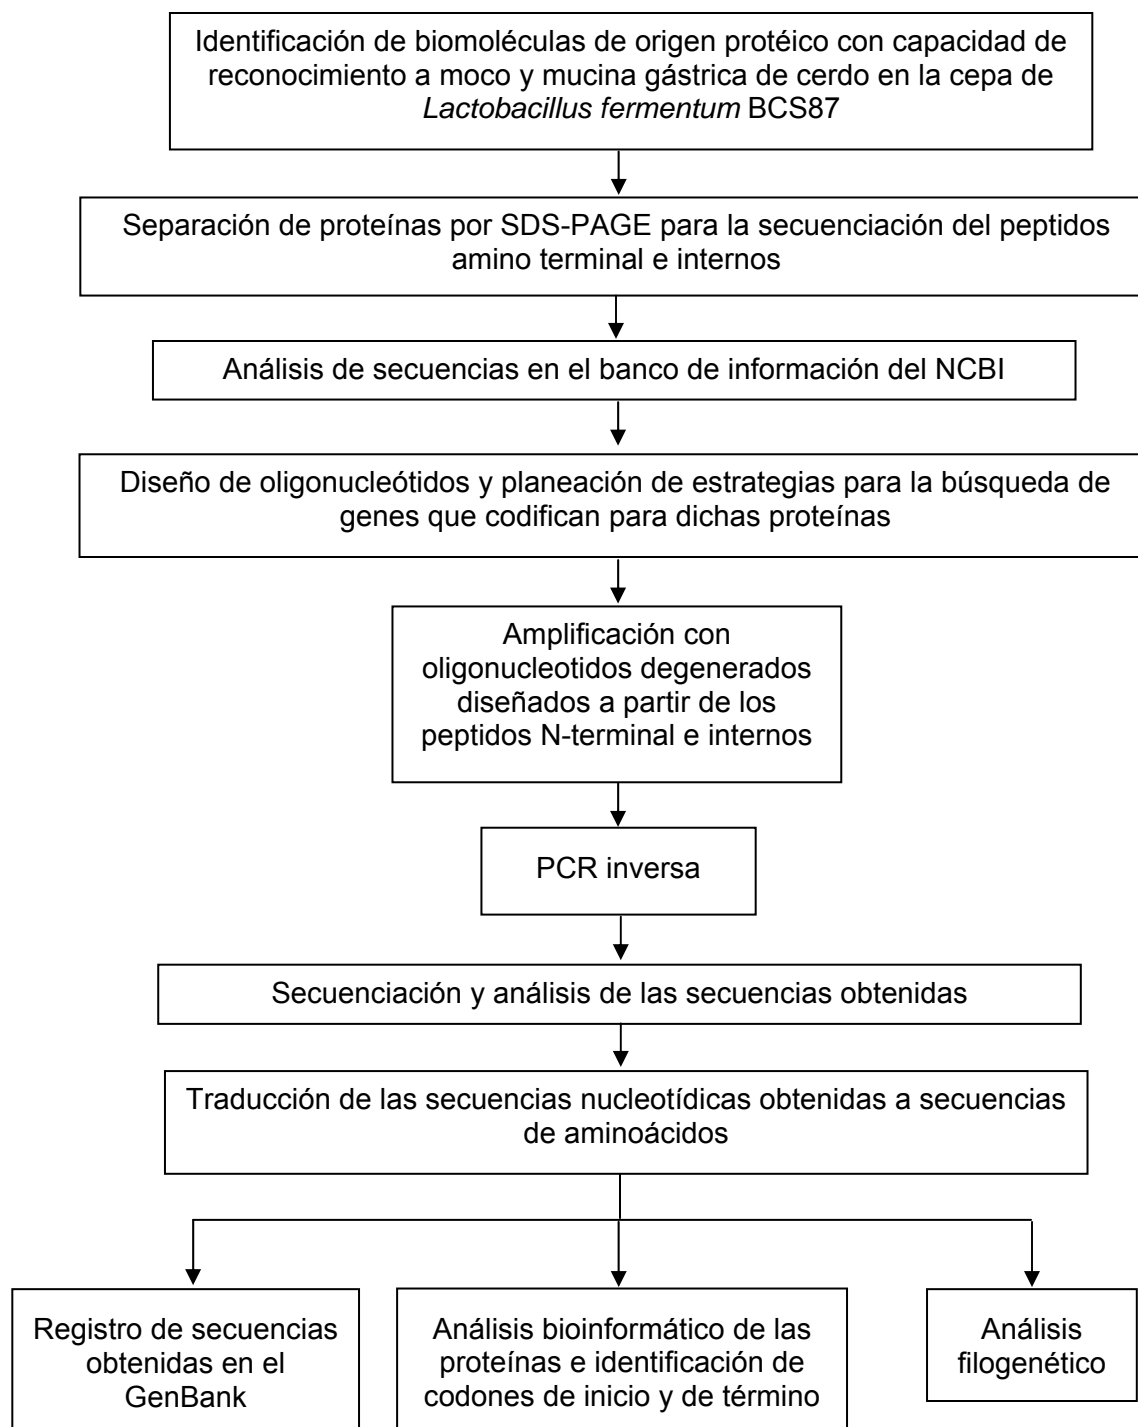 Identificación de biomoléculas de origen protéico con capacidad de
reconocimiento a moco y mucina gástrica de cerdo en la cepa de
Lactobacillus fermentum BCS87
Separación de proteínas por SDS-PAGE para la secuenciación del peptidos
amino terminal e internos
Análisis de secuencias en el banco de información del NCBI
Diseño de oligonucleótidos y planeación de estrategias para la búsqueda de
genes que codifican para dichas proteínas
Amplificación con
oligonucleotidos degenerados
diseñados a partir de los
peptidos N-terminal e internos
PCR inversa
Secuenciación y análisis de las secuencias obtenidas
Traducción de las secuencias nucleotídicas obtenidas a secuencias
de aminoácidos
Registro de secuencias
obtenidas en el
GenBank
Análisis bioinformático de las
proteínas e identificación de
codones de inicio y de término
Análisis
filogenético